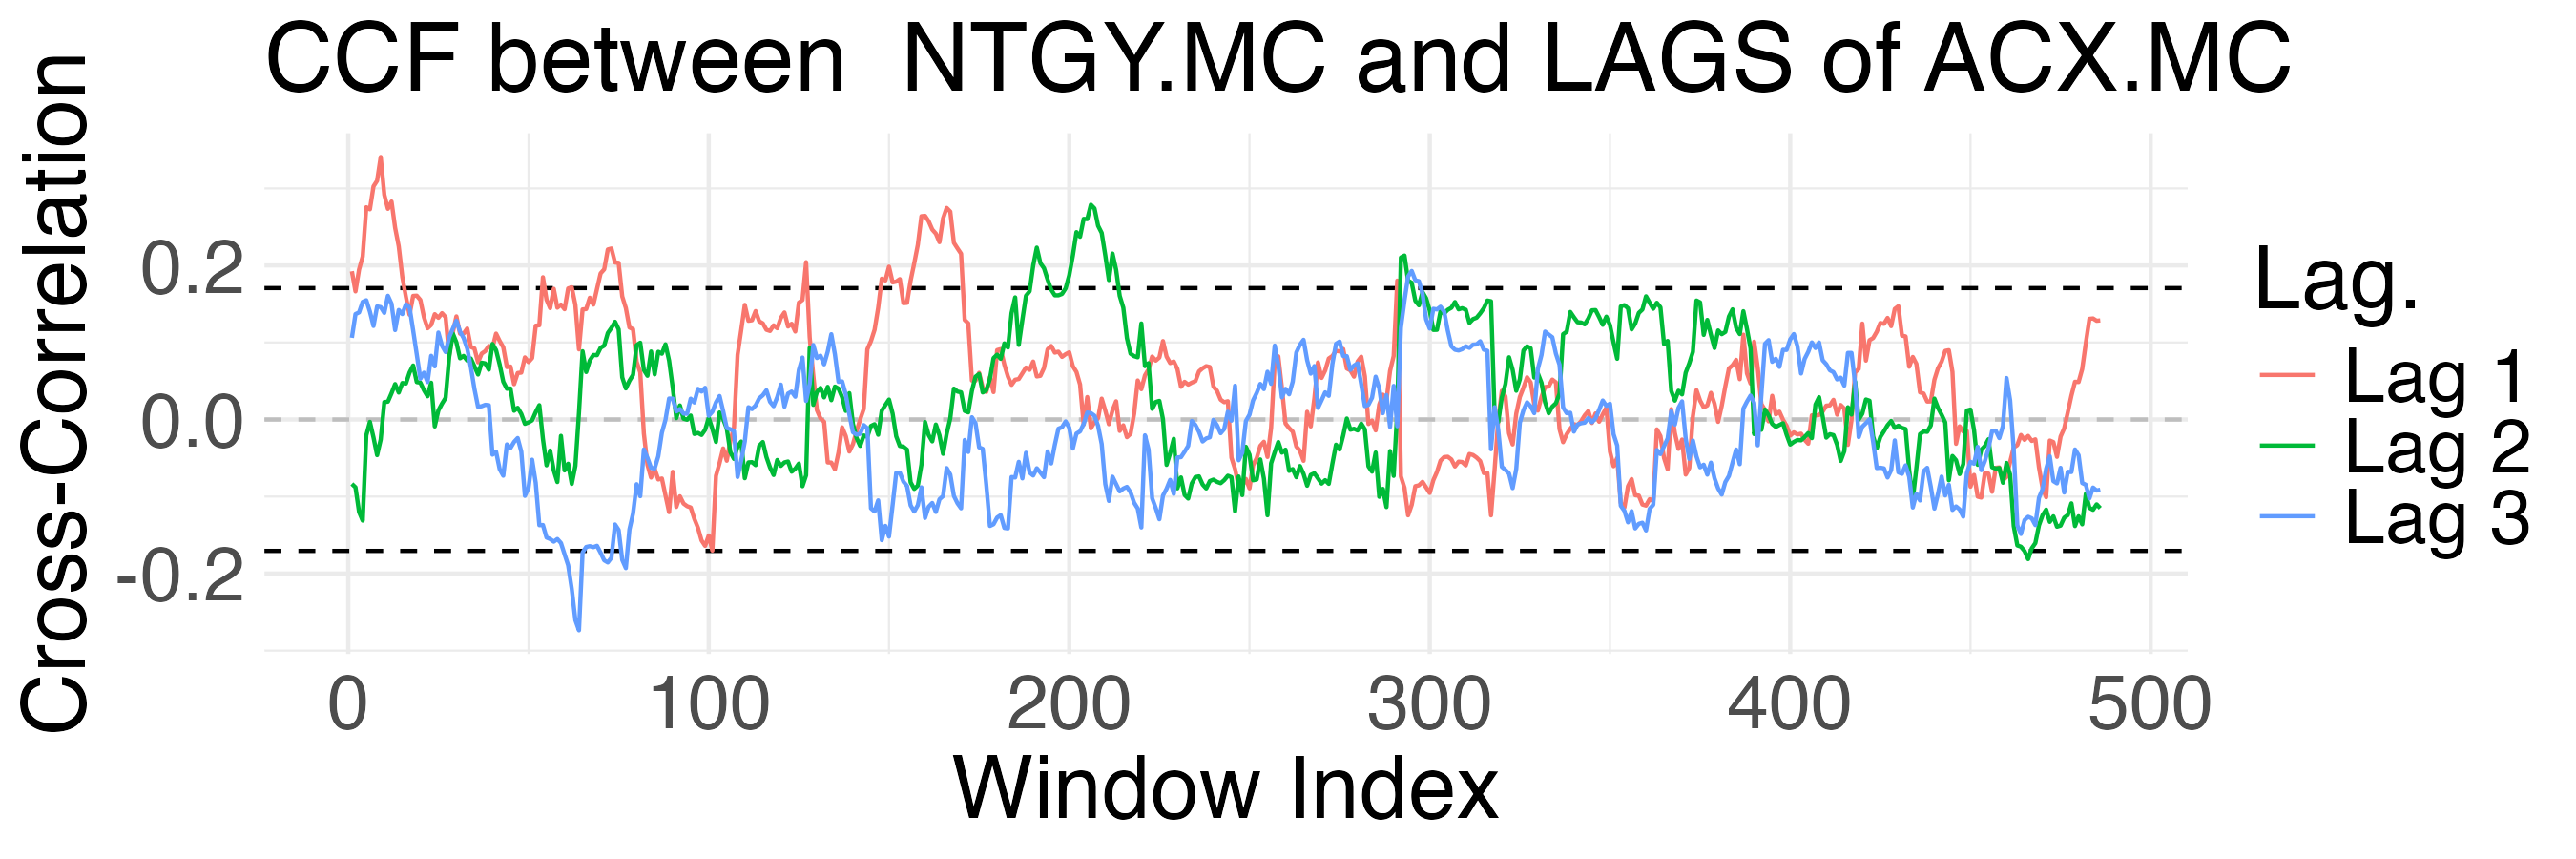 CCF between  NTGY.MC and LAGS of ACX.MC
Cross-Correlation
0.2
0.0
-0.2
0 100 200 300 400 500
Window Index
Lag.
Lag 1
Lag 2
Lag 3